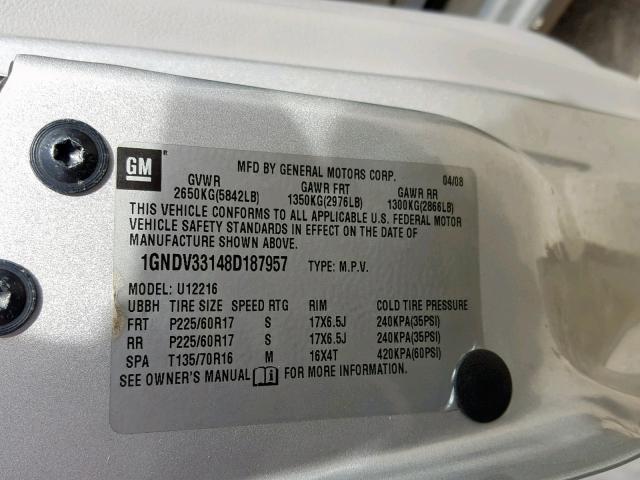 GM ®
MFD BY GENERAL MOTORS CORP. 04/08
GVWR GAWR FRT GAWR RR
2650KG(5842LB) 1350KG(2976LB) 1300KG(2866LB)
THIS VEHICLE CONFORMS TO ALL APPLICABLE U.S. FEDERAL MOTOR
VEHICLE SAFETY STANDARDS IN EFFECT ON THE DATE OF
MANUFACTURE SHOWN ABOVE.
1GNDV33148D187957 TYPE: M.P.V.
MODEL: U12216
UBBH TIRE SIZE SPEED RTG RIM COLD TIRE PRESSURE
FRT P225/60R17 S 17X6.5J 240KPA(35PSI)
RR P225/60R17 S 17X6.5J 240KPA(35PSI)
SPA T135/70R16 M 16X4T 420KPA(60PSI)
SEE OWNER'S MANUAL FOR MORE INFORMATION.